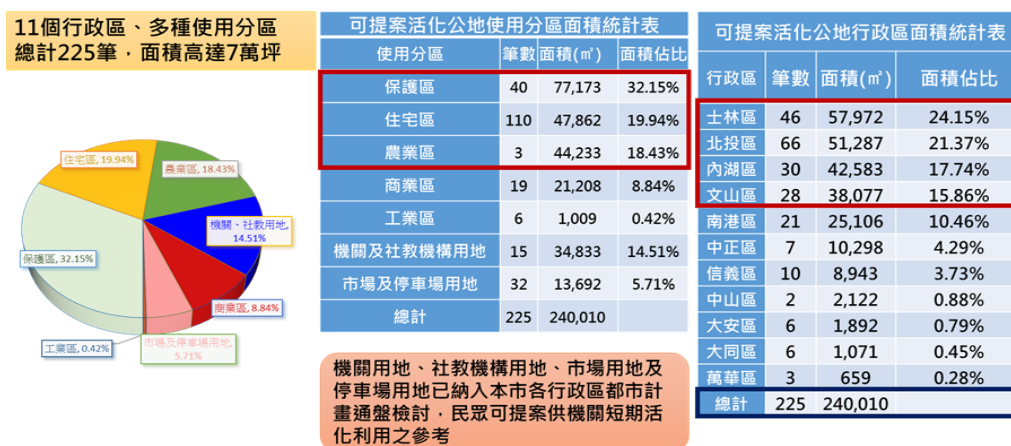 11個行政區、多種使用分區
總計225筆，面積高達7萬坪
住宅區, 19.94%
農業區, 18.43%
機關、社教用地,
14.51%
保護區, 32.15%
商業區, 8.84%
市場及停車場用地,
5.71%
工業區, 0.42%
可提案活化公地使用分區面積統計表
使用分區 筆數 面積(㎡) 面積佔比
保護區 40 77,173 32.15%
住宅區 110 47,862 19.94%
農業區 3 44,233 18.43%
商業區 19 21,208 8.84%
工業區 6 1,009 0.42%
機關及社教機構用地 15 34,833 14.51%
市場及停車場用地 32 13,692 5.71%
總計 225 240,010
機關用地、社教機構用地、市場用地及
停車場用地已納入本市各行政區都市計
畫通盤檢討，民眾可提案供機關短期活
化利用之參考
可提案活化公地行政區面積統計表
行政區 筆數 面積(㎡) 面積佔比
士林區 46 57,972 24.15%
北投區 66 51,287 21.37%
內湖區 30 42,583 17.74%
文山區 28 38,077 15.86%
南港區 21 25,106 10.46%
中正區 7 10,298 4.29%
信義區 10 8,943 3.73%
中山區 2 2,122 0.88%
大安區 6 1,892 0.79%
大同區 6 1,071 0.45%
萬華區 3 659 0.28%
總計 225 240,010